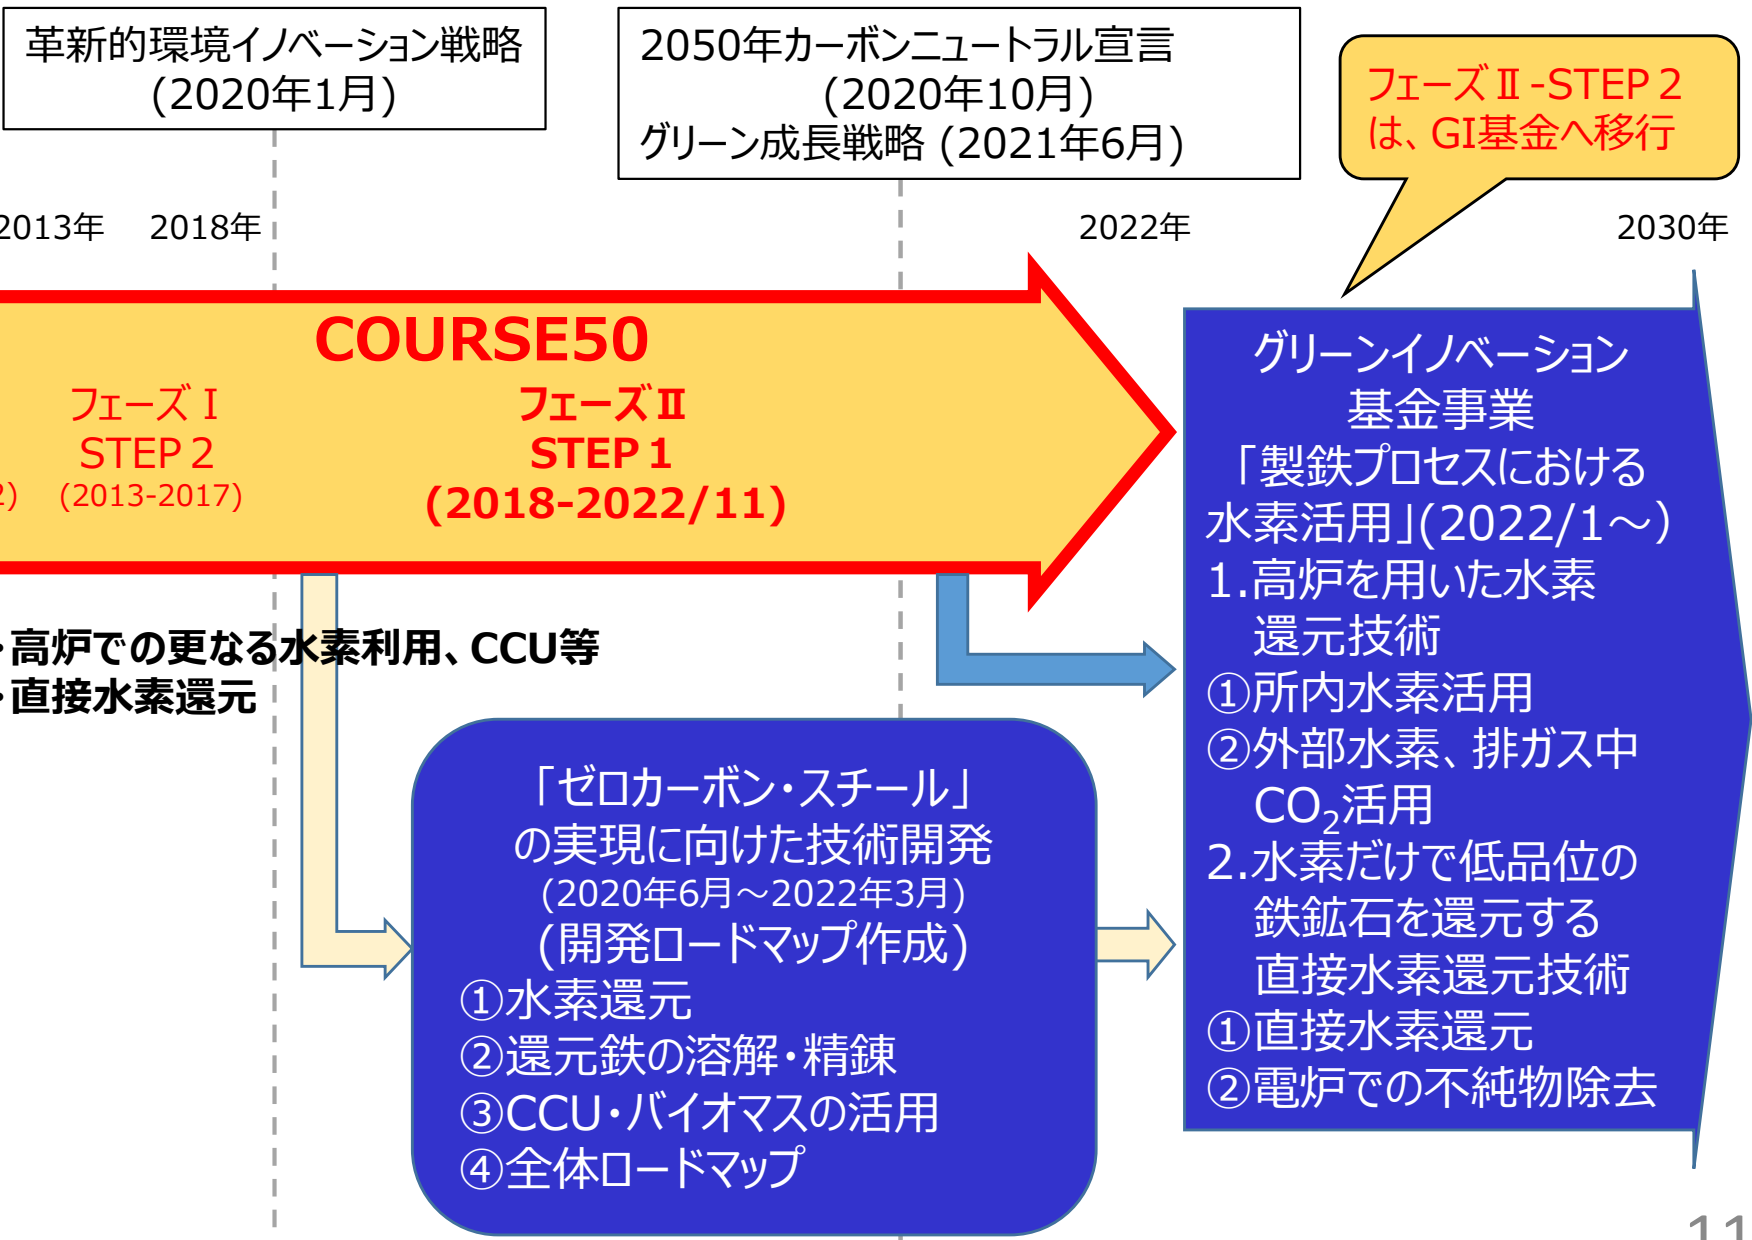 革新的環境イノベーション戦略
(2020年1月)
2050年カーボンニュートラル宣言
(2020年10月)
グリーン成長戦略 (2021年6月)
フェーズⅡ-STEP２
は、GI基金へ移行
2013年
2018年
2022年
2030年
COURSE50
フェーズⅠ
STEP２
(2013-2017)
フェーズⅡ
STEP１
(2018-2022/11)
2)
・高炉での更なる水素利用、CCU等
・直接水素還元
「ゼロカーボン・スチール」
の実現に向けた技術開発
(2020年6月～2022年3月)
(開発ロードマップ作成)
①水素還元
②還元鉄の溶解・精錬
③CCU・バイオマスの活用
④全体ロードマップ
グリーンイノベーション
基金事業
「製鉄プロセスにおける
水素活用」(2022/1～)
1.高炉を用いた水素
還元技術
①所内水素活用
②外部水素、排ガス中
CO₂活用
2.水素だけで低品位の
鉄鉱石を還元する
直接水素還元技術
①直接水素還元
②電炉での不純物除去
11